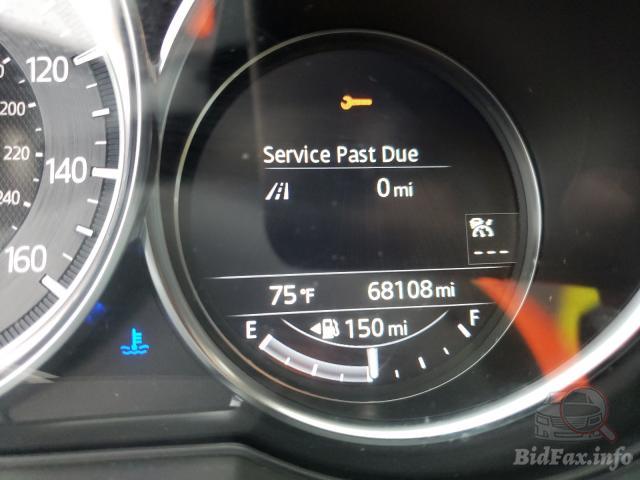 120
200
220
140
240
160
Service Past Due
0 mi
---
75°F
68108 mi
E
150 mi
F
BidFax.info